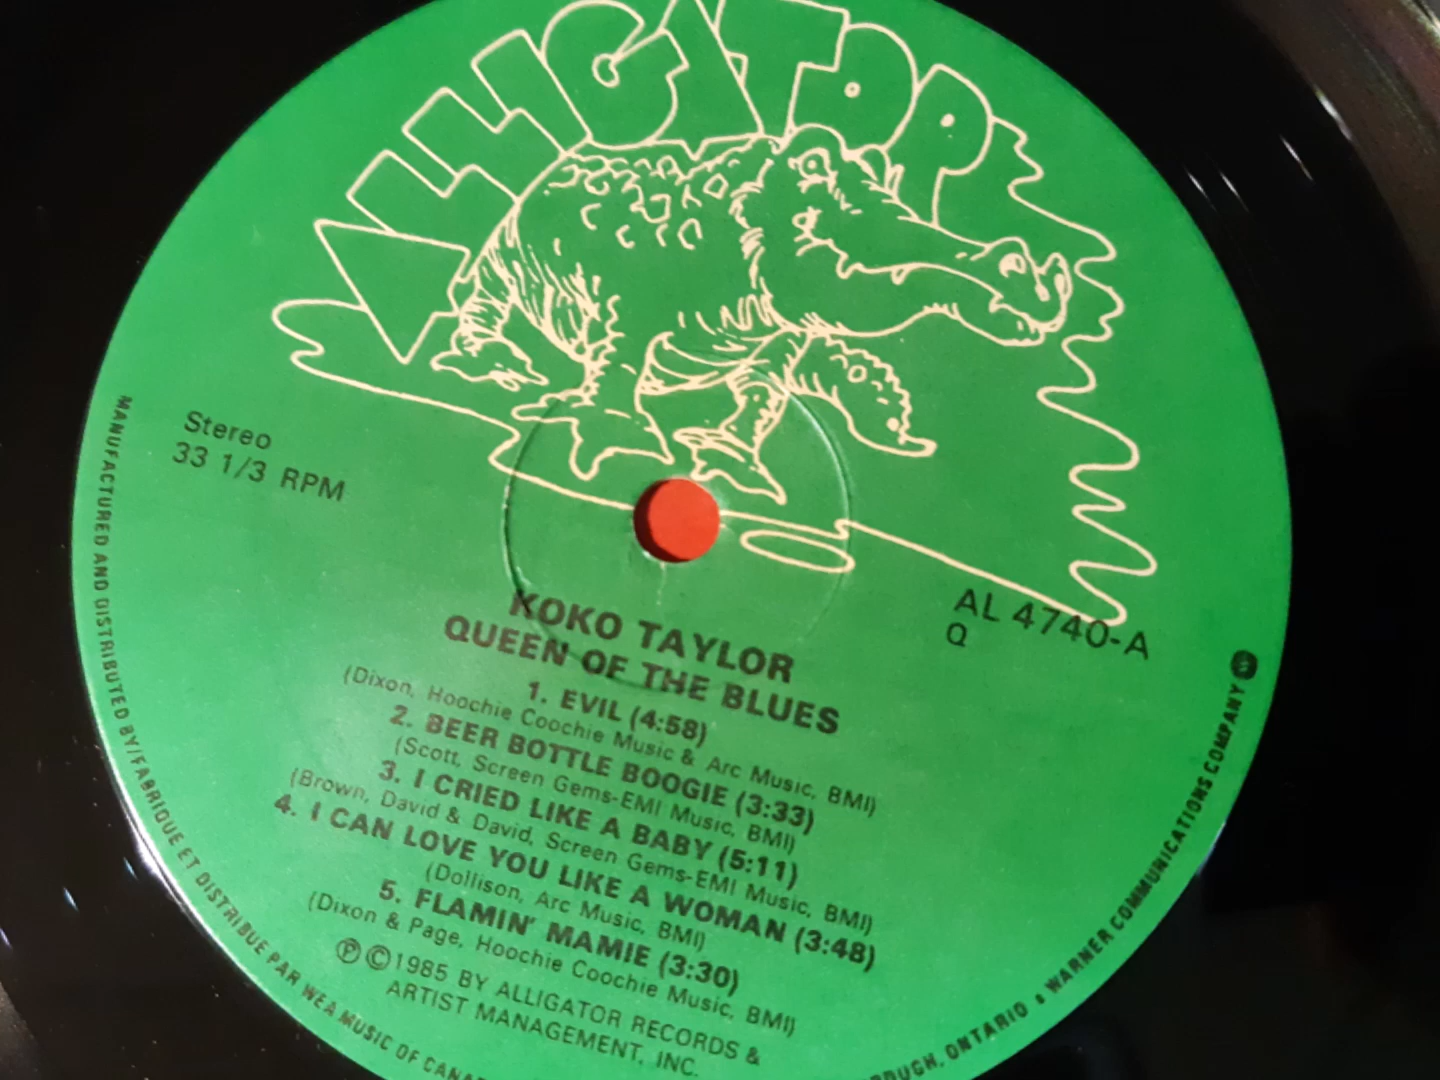 ALLIGATOR
Stereo
33 1/3 RPM
AL 4740-A
Q
KOKO TAYLOR
QUEEN OF THE BLUES
1. EVIL (4:58)
(Dixon, Hoochie Coochie Music & Arc Music, BMI)
2. BEER BOTTLE BOOGIE (3:33)
(Scott, Screen Gems-EMI Music, BMI)
3. I CRIED LIKE A BABY (5:11)
(Brown, David & David, Screen Gems-EMI Music, BMI)
4. I CAN LOVE YOU LIKE A WOMAN (3:48)
(Dollison, Arc Music, BMI)
5. FLAMIN' MAMIE (3:30)
(Dixon & Page, Hoochie Coochie Music, BMI)
℗ © 1985 BY ALLIGATOR RECORDS &
ARTIST MANAGEMENT, INC.
MANUFACTURED AND DISTRIBUTED BY/FABRIQUE ET DISTRIBUE PAR WEA MUSIC OF
ONTARIO • WARNER COMMUNICATIONS COMPANY